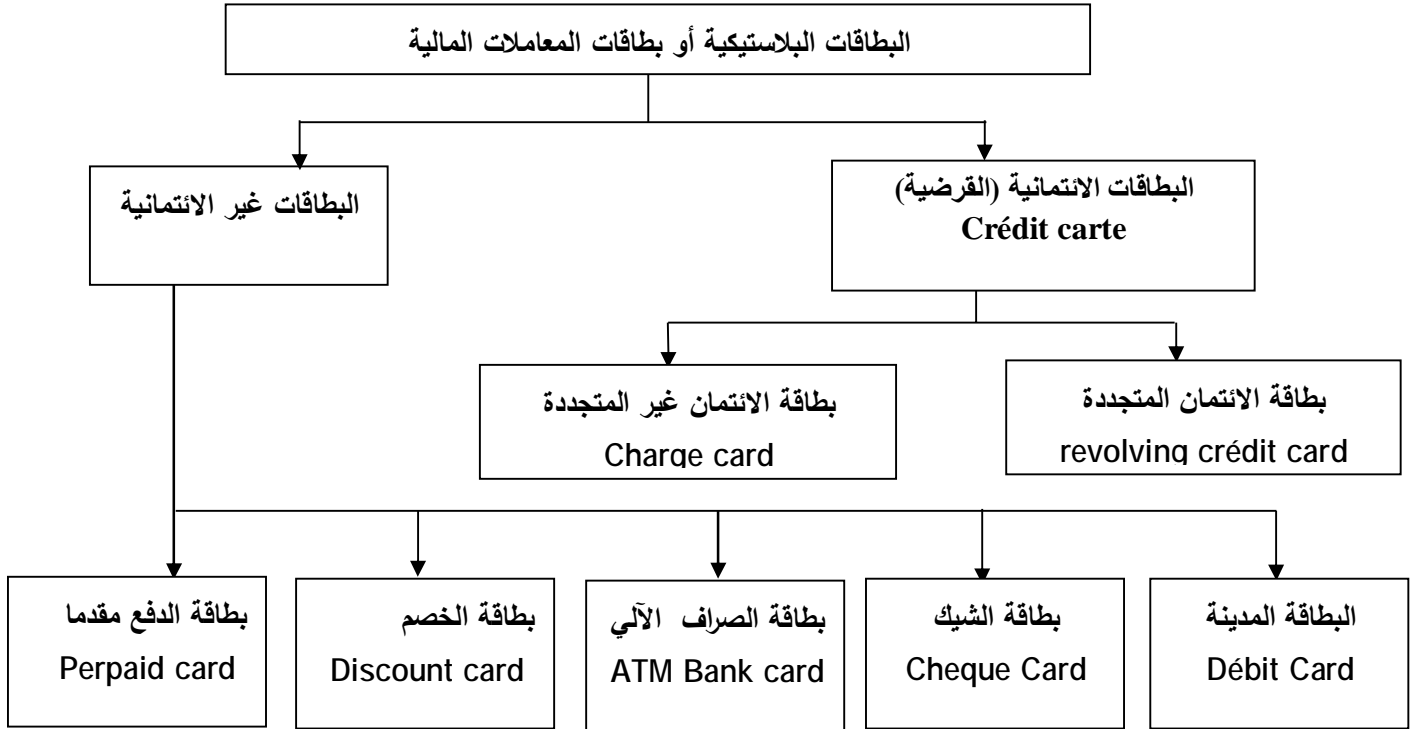 البطاقات البلاستيكية أو بطاقات المعاملات المالية
البطاقات الائتمانية (القرضية)
Crédit carte
البطاقات غير الائتمانية
بطاقة الائتمان المتجددة
revolving crédit card
بطاقة الائتمان غير المتجددة
Charge card
البطاقة المدينة
Débit Card
بطاقة الشيك
Cheque Card
بطاقة الصراف الآلي
ATM Bank card
بطاقة الخصم
Discount card
بطاقة الدفع مقدما
Perpaid card